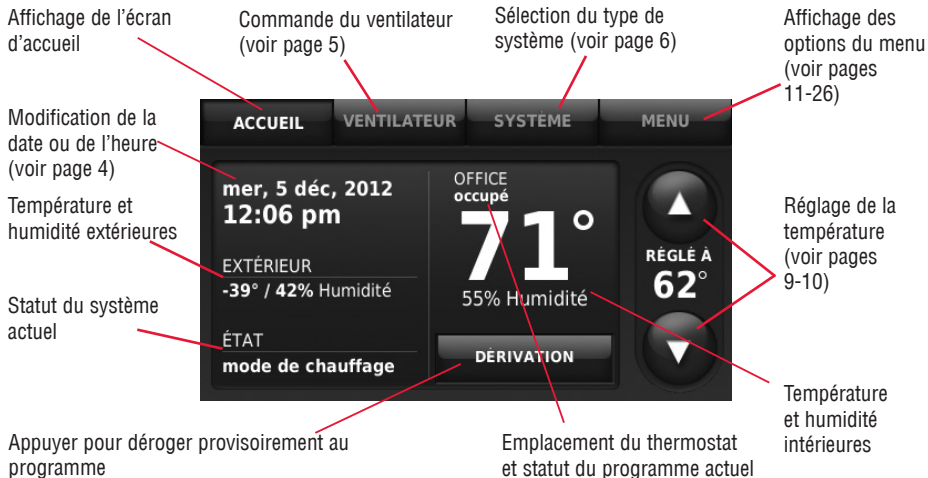 Affichage de l'écran
d'accueil
Commande du ventilateur
(voir page 5)
Sélection du type de
système (voir page 6)
Affichage des
options du menu
(voir pages
11-26)
Modification de la
date ou de l'heure
(voir page 4)
Température et
humidité extérieures
Statut du système
actuel
ACCUEIL
VENTILATEUR
SYSTÈME
MENU
mer, 5 déc, 2012
12:06 pm
EXTÉRIEUR
-39° / 42% Humidité
ÉTAT
mode de chauffage
OFFICE
occupé
71°
55% Humidité
DÉRIVATION
RÉGLÉ À
62°
Réglage de la
température
(voir pages
9-10)
Température
et humidité
intérieures
Appuyer pour déroger provisoirement au
programme
Emplacement du thermostat
et statut du programme actuel